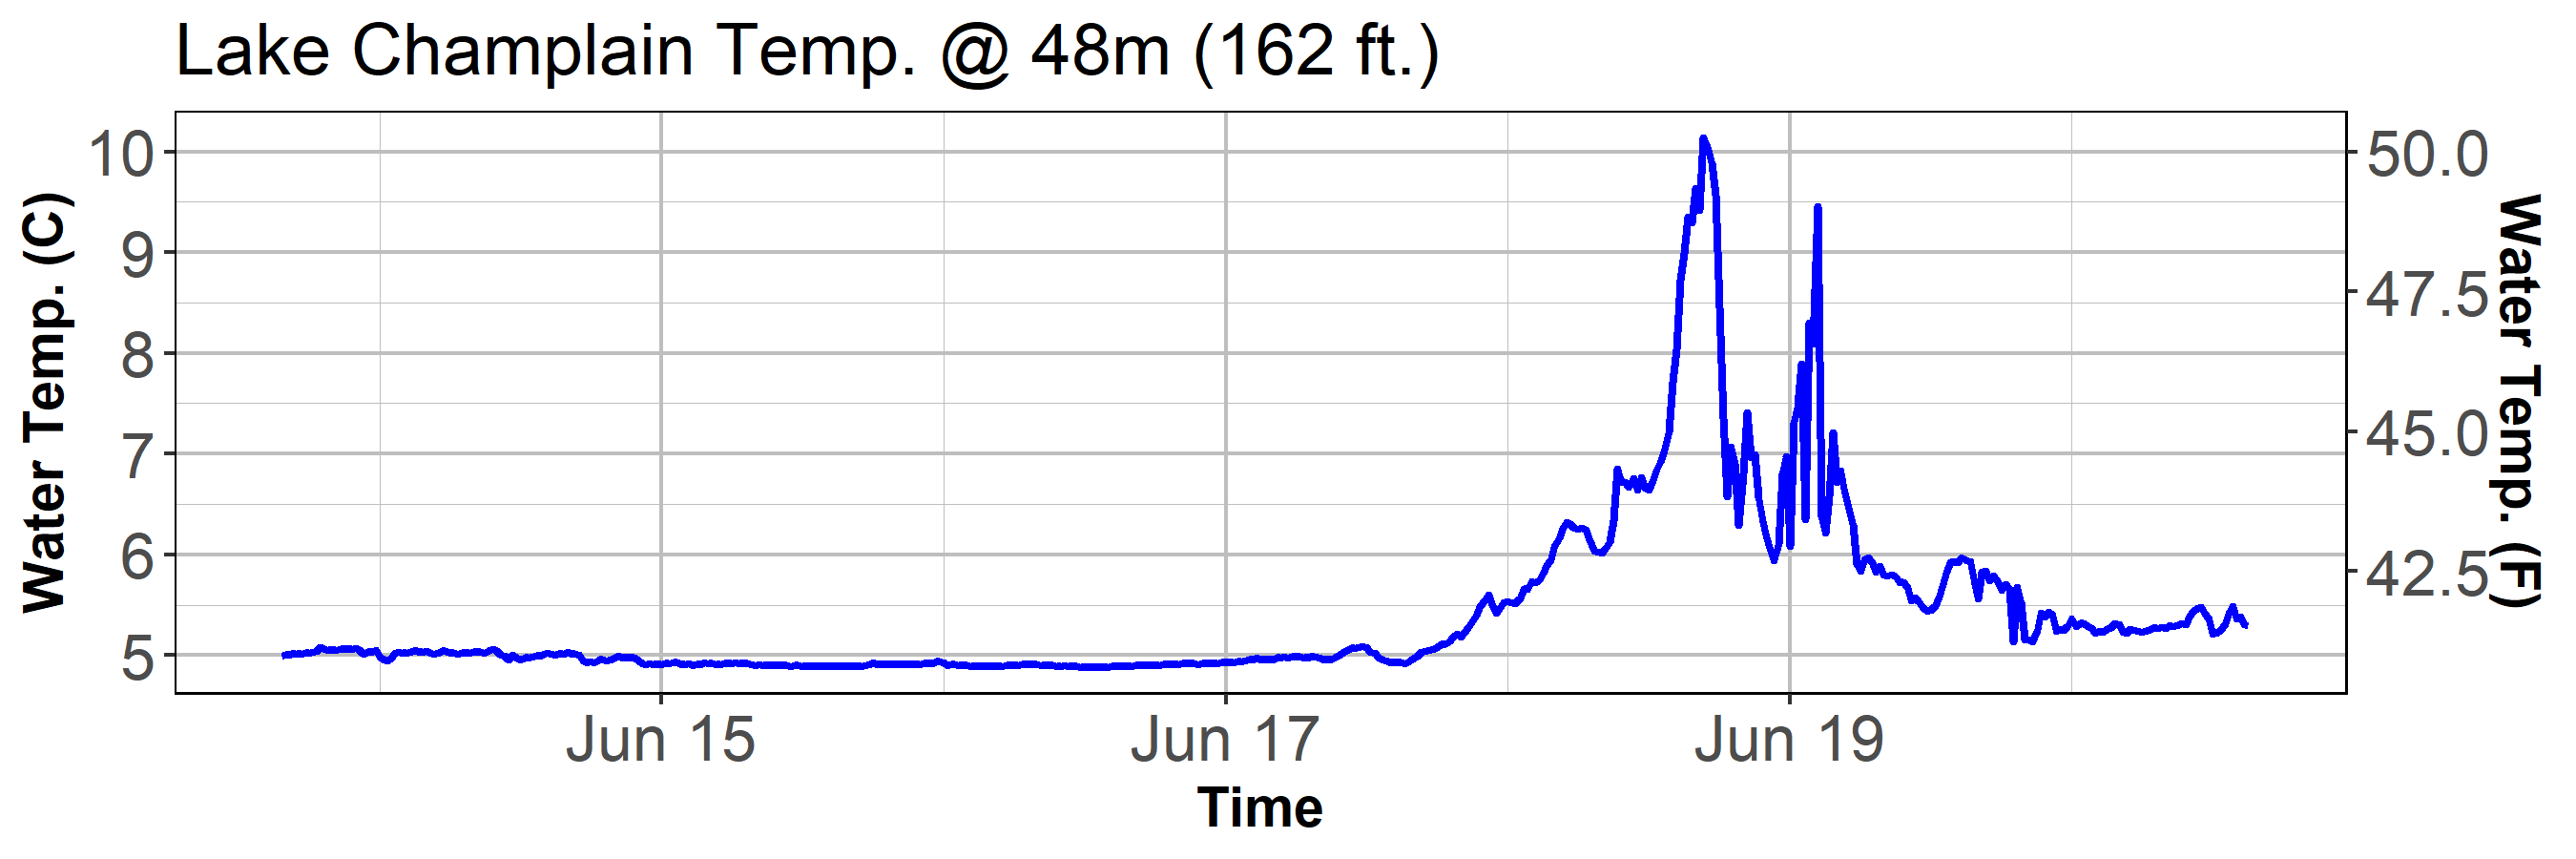 Lake Champlain Temp. @ 48m (162 ft.)
Water Temp. (C)
10
9
8
7
6
5
50.0
47.5
45.0
42.5
Water Temp. (F)
Jun 15
Jun 17
Jun 19
Time